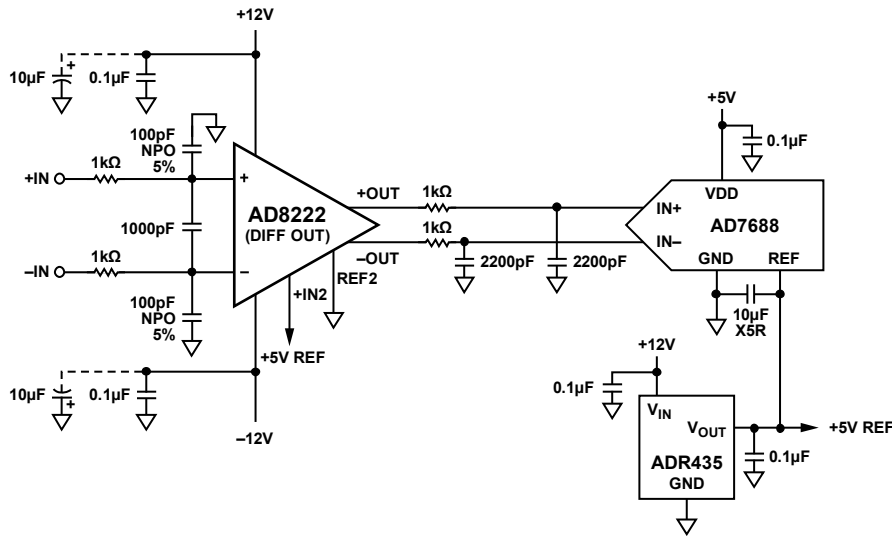 +12V
10µF
+
0.1µF
+5V
0.1µF
100pF
NPO
5%
+IN
1kΩ
1000pF
–IN
1kΩ
100pF
NPO
5%
+
–
AD8222
(DIFF OUT)
+OUT
–OUT
REF2
+IN2
+5V REF
1kΩ
1kΩ
2200pF
2200pF
VDD
IN+
AD7688
IN–
GND
REF
10µF
X5R
10µF
+
0.1µF
–12V
+12V
0.1µF
VIN
VOUT
+5V REF
ADR435
0.1µF
GND